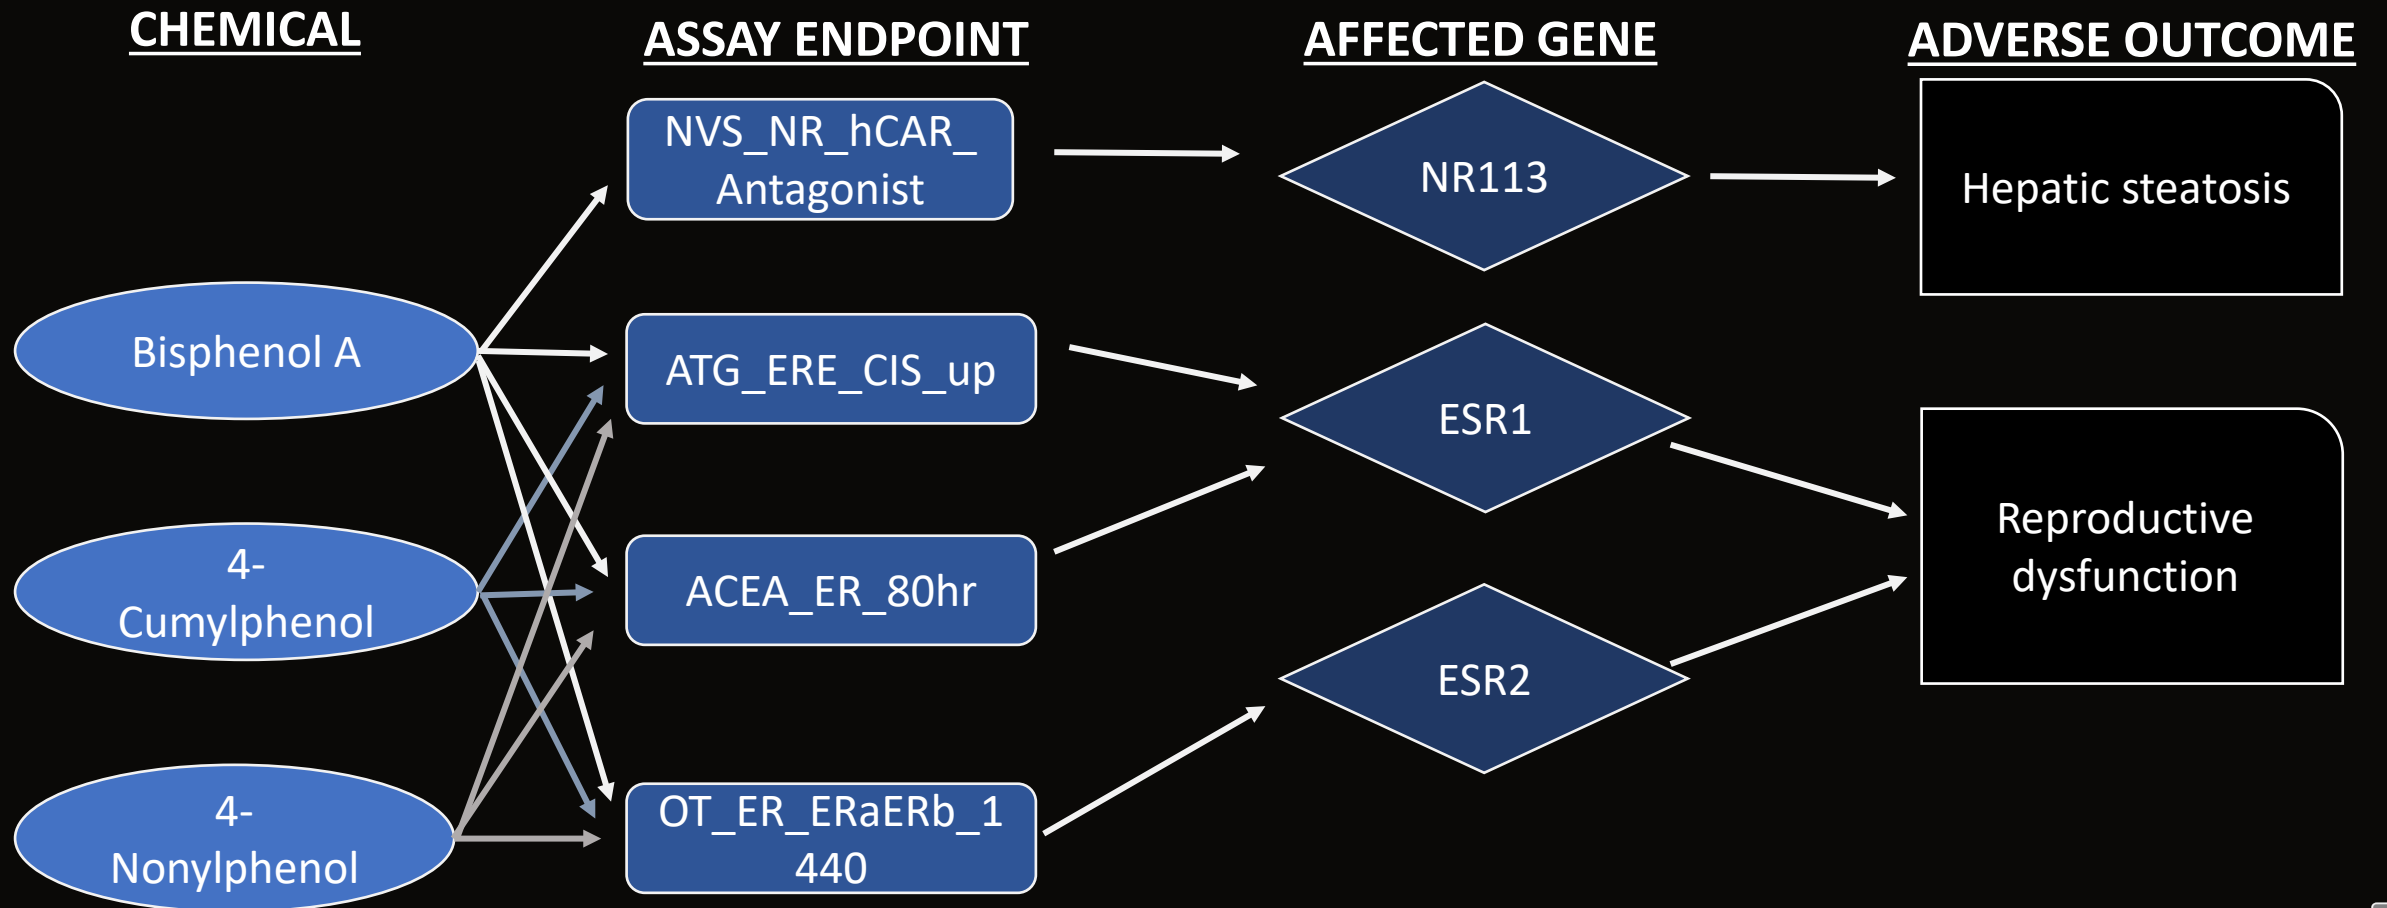 CHEMICAL
ASSAY ENDPOINT
AFFECTED GENE
ADVERSE OUTCOME
NVS_NR_hCAR_
Antagonist
NR113
Hepatic steatosis
Bisphenol A
ATG_ERE_CIS_up
ESR1
4-
Cumylphenol
ACEA_ER_80hr
Reproductive
dysfunction
ESR2
4-
Nonylphenol
OT_ER_ERaERb_1
440